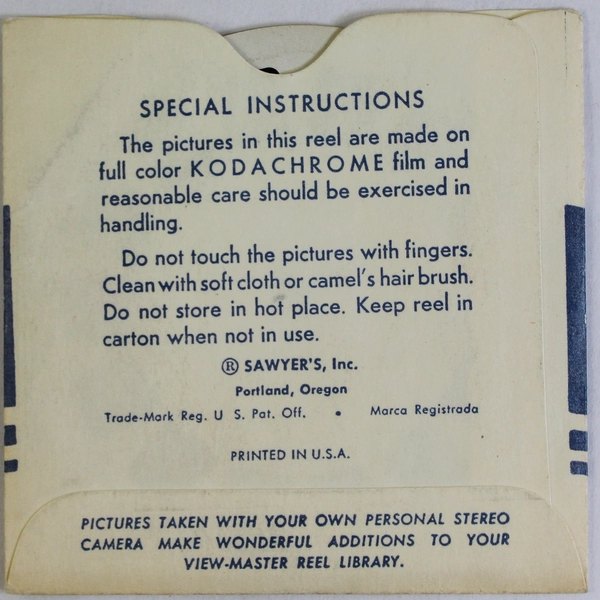 SPECIAL INSTRUCTIONS
The pictures in this reel are made on
full color KODACHROME film and
reasonable care should be exercised in
handling.
Do not touch the pictures with fingers.
Clean with soft cloth or camel's hair brush.
Do not store in hot place. Keep reel in
carton when not in use.
® SAWYER'S, Inc.
Portland, Oregon
Trade-Mark Reg. U S. Pat. Off. • Marca Registrada
PRINTED IN U.S.A.
PICTURES TAKEN WITH YOUR OWN PERSONAL STEREO
CAMERA MAKE WONDERFUL ADDITIONS TO YOUR
VIEW-MASTER REEL LIBRARY.